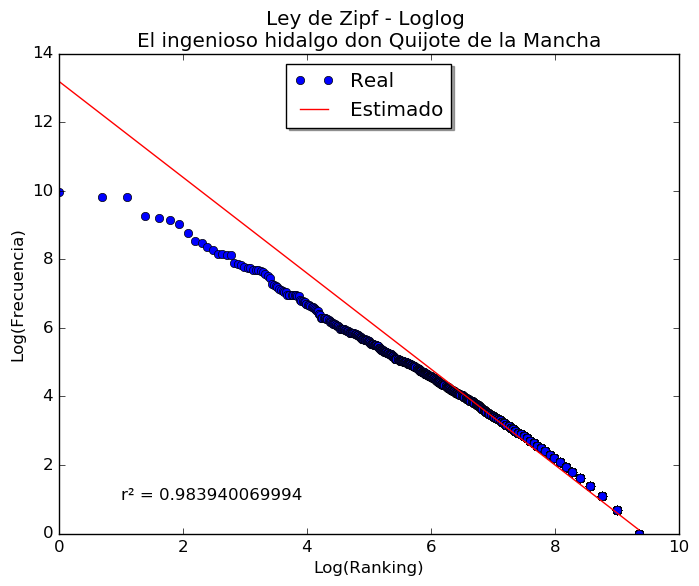 Ley de Zipf - Loglog
El ingenioso hidalgo don Quijote de la Mancha
Real
Estimado
Log(Frecuencia)
14
12
10
8
6
4
2
0
r² = 0.983940069994
0
2
4
6
8
10
Log(Ranking)